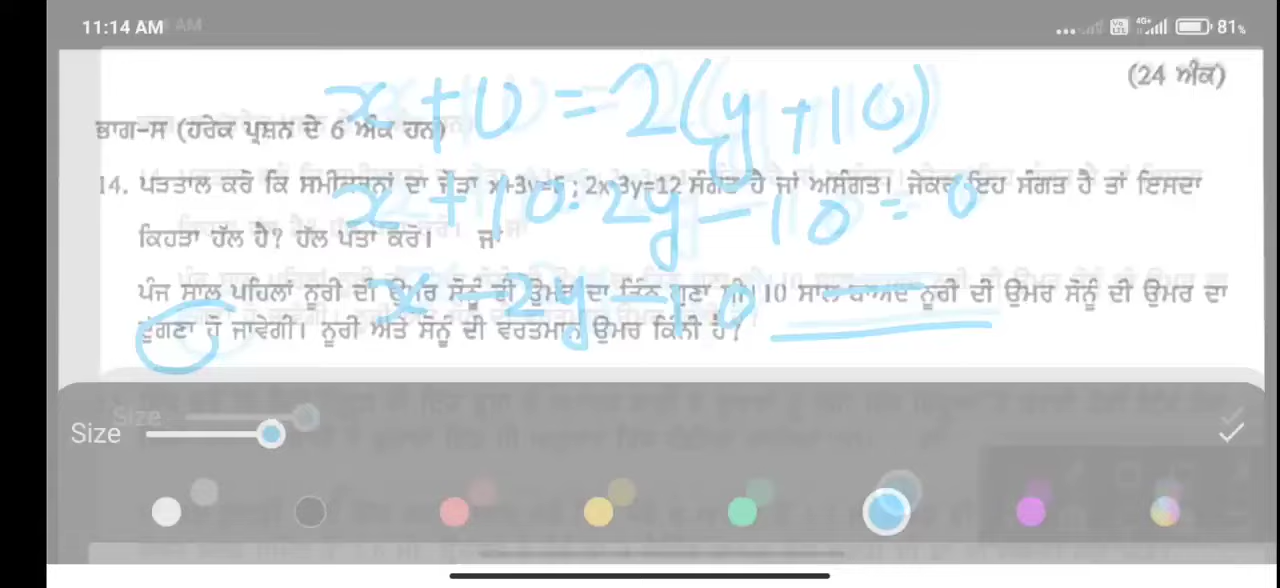 11:14 AM
4G+
81%
(24 ਅੰਕ)
x+10=2(y+10)
ਭਾਗ-ਸ (ਹਰੇਕ ਪ੍ਰਸ਼ਨ ਦੇ 6 ਅੰਕ ਹਨ)
14. ਪੜਤਾਲ ਕਰੋ ਕਿ ਸਮੀਕਰਨਾਂ ਦਾ ਜੋੜਾ x+3y=6 ; 2x-3y=12 ਸੰਗਤ ਹੈ ਜਾਂ ਅਸੰਗਤ। ਜੇਕਰ ਇਹ ਸੰਗਤ ਹੈ ਤਾਂ ਇਸਦਾ
x+10-2y-10=0
ਕਿਹੜਾ ਹੱਲ ਹੈ? ਹੱਲ ਪਤਾ ਕਰੋ। ਜਾਂ
ਪੰਜ ਸਾਲ ਪਹਿਲਾਂ ਨੂਰੀ ਦੀ ਉਮਰ ਸੋਨੂੰ ਦੀ ਉਮਰ ਦਾ ਤਿੰਨ ਗੁਣਾ ਸੀ। 10 ਸਾਲ ਬਾਅਦ ਨੂਰੀ ਦੀ ਉਮਰ ਸੋਨੂੰ ਦੀ ਉਮਰ ਦਾ
x-2y-10
ਦੁੱਗਣਾ ਹੋ ਜਾਵੇਗੀ। ਨੂਰੀ ਅਤੇ ਸੋਨੂੰ ਦੀ ਵਰਤਮਾਨ ਉਮਰ ਕਿੰਨੀ ਹੈ?
Size